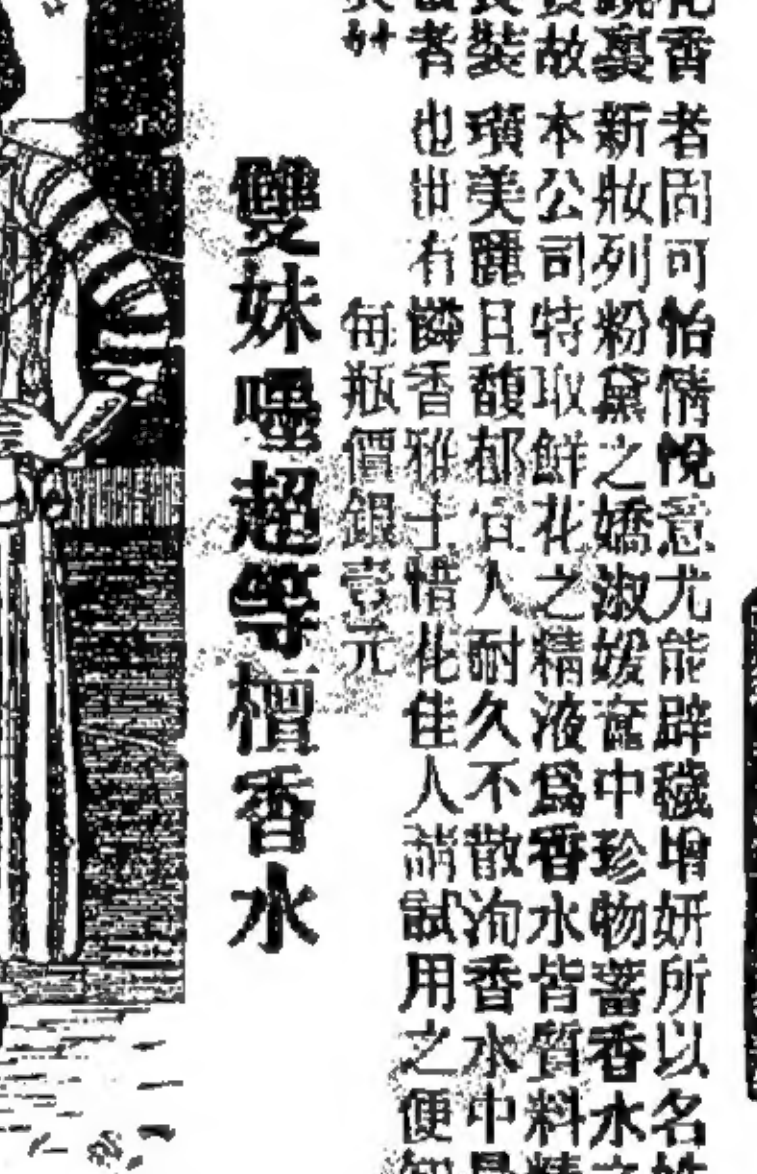 香者固可怡情悅意尤能辟穢增妍所以名
裏新妝列粉黛之嬌淑媛奩中珍物蓄香水
故本公司特取鮮花之精液爲香水皆質料精
裝璜美麗且馥郁宜人耐久不散洵香水中
者也世有憐香雅士惜花佳人請試用之便知
妙
每瓶價銀壹元
雙妹嘜超等檀香水